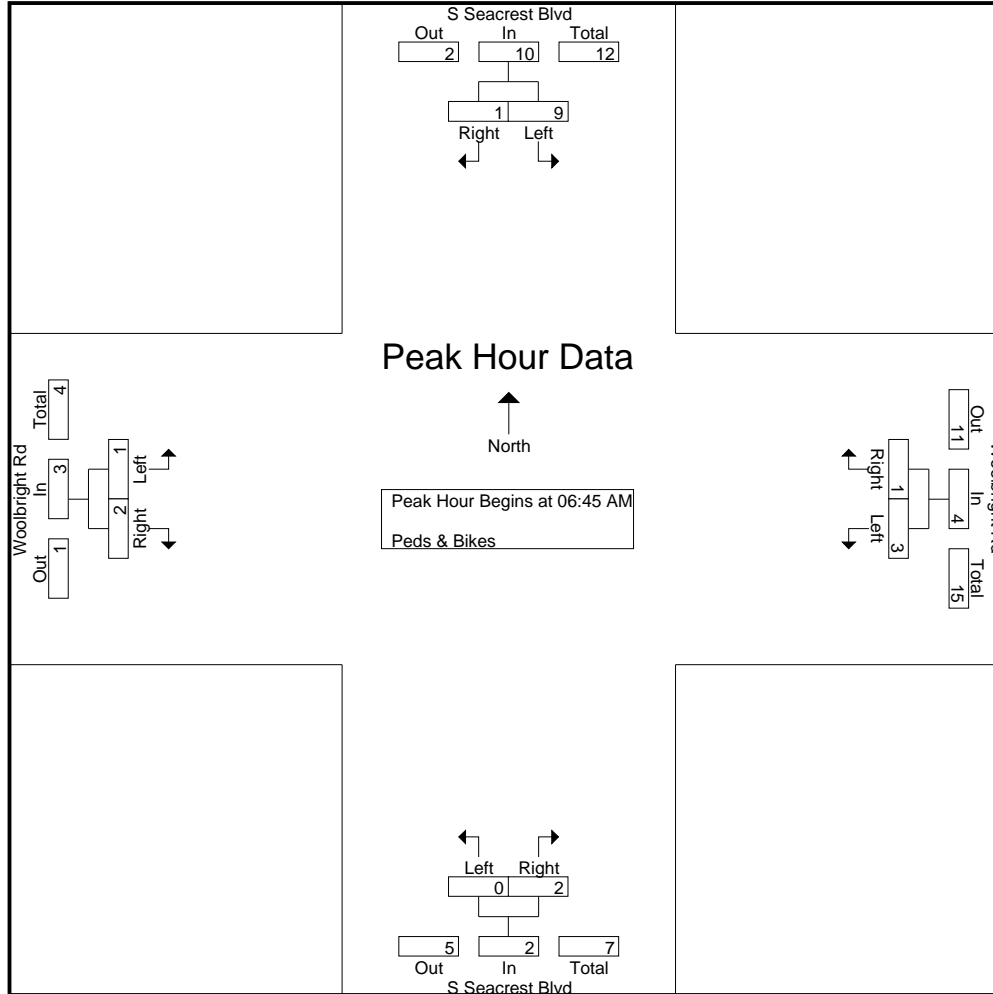 S Seacrest Blvd
Out In Total
2 10 12
1 9
Right Left
Peak Hour Data
North
Peak Hour Begins at 06:45 AM
Peds & Bikes
Woolbright Rd
Out In Total
1 3 4
Left
1
Right
2
Out In Total
11 4 15
Right
1
Left
3
Left Right
0 2
5 2 7
Out In Total
S Seacrest Blvd